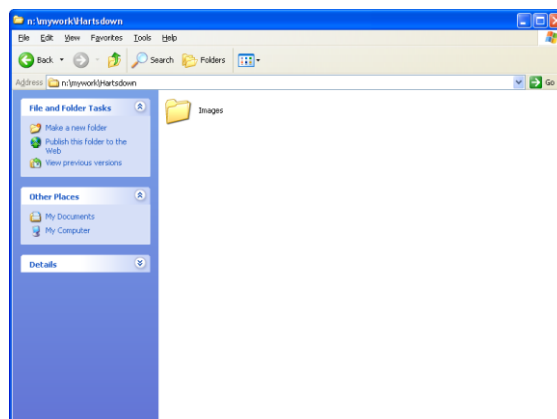 n:\mywork\Hartsdown
File Edit View Favorites Tools Help
Back Search Folders
Address n:\mywork\Hartsdown Go
File and Folder Tasks
Make a new folder
Publish this folder to the
Web
View previous versions
Other Places
My Documents
My Computer
Details
Images